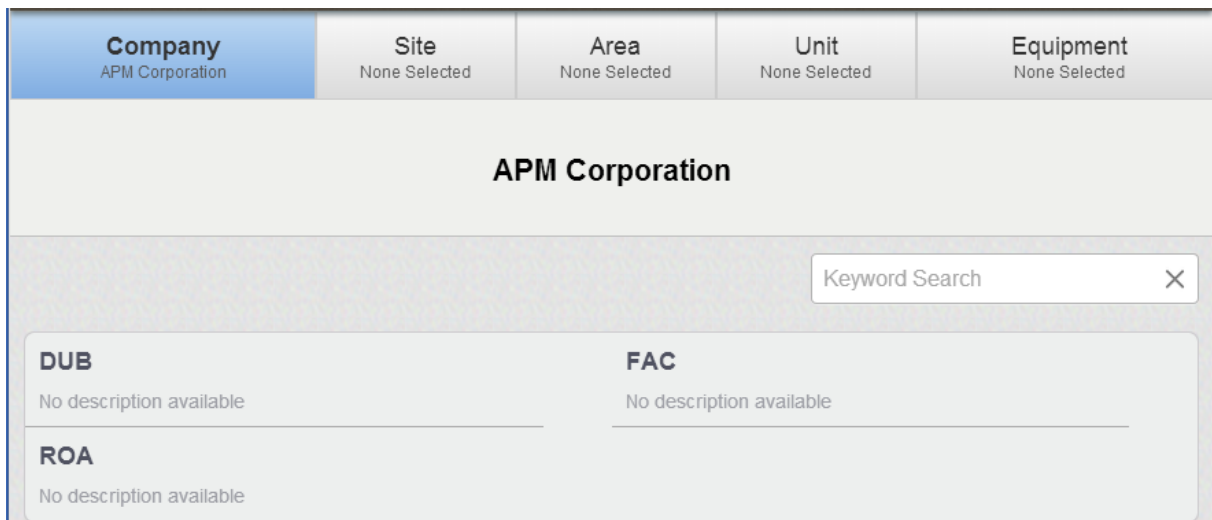 Company
APM Corporation
Site
None Selected
Area
None Selected
Unit
None Selected
Equipment
None Selected
APM Corporation
Keyword Search
DUB
No description available
FAC
No description available
ROA
No description available